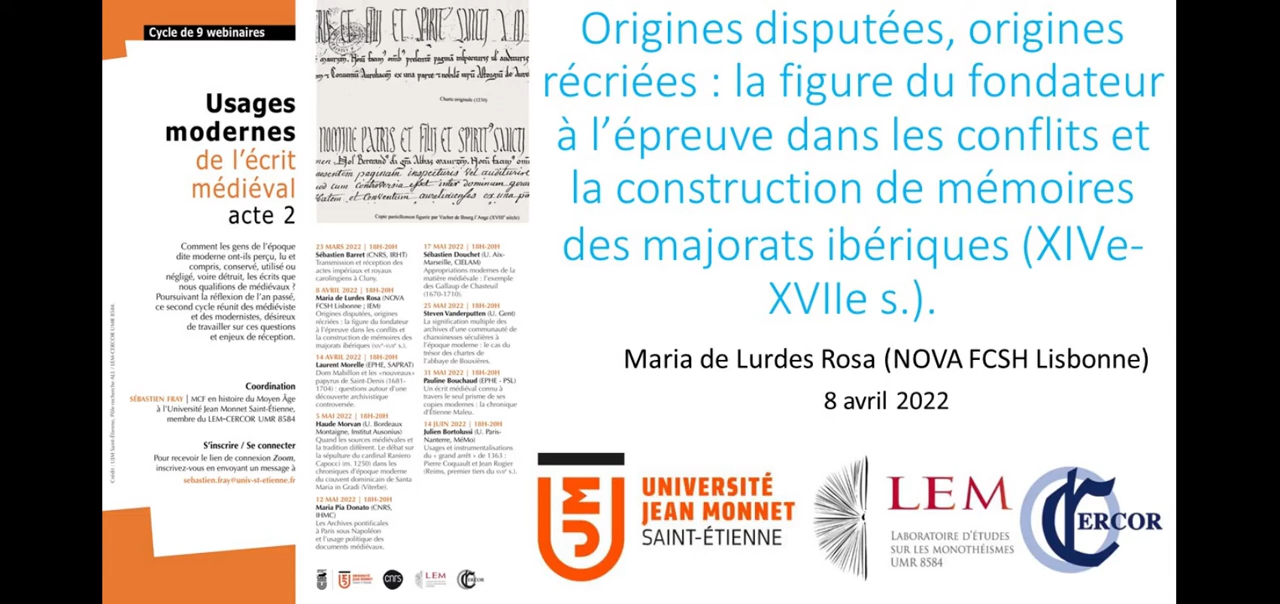 Cycle de 9 webinaires
Usages
modernes
de l'écrit
médiéval
acte 2
Comment les gens de l'époque
dite moderne ont-ils perçu, lu et
compris, conservé, utilisé ou
négligé, voire détruit, les écrits que
nous qualifions de médiévaux ?
Poursuivant la réflexion de l'an passé,
ce second cycle réunit des médiéviste
et des modernistes, désireux
de travailler sur ces questions
et enjeux de réception.
Coordination
SÉBASTIEN FRAY | MCF en histoire du Moyen Âge
à l'Université Jean Monnet Saint-Étienne,
membre du LEM-CERCOR UMR 8584
S'inscrire / Se connecter
Pour recevoir le lien de connexion Zoom,
inscrivez-vous en envoyant un message à
sebastien.fray@univ-st-etienne.fr
Charte originale (1230)
NOMINE PATRIS ET FILII ET SPIRIT' SANCTI
Copie partiellement figurée par Vacher de Bourg l'Ange (XVIIIe siècle)
23 MARS 2022 | 18H-20H
Sébastien Barret (CNRS, IRHT)
Transmission et réception des
actes impériaux et royaux
carolingiens à Cluny.
8 AVRIL 2022 | 18H-20H
Maria de Lurdes Rosa (NOVA
FCSH Lisbonne ; IEM)
Origines disputées, origines
récriées : la figure du fondateur
à l'épreuve dans les conflits et
la construction de mémoires des
majorats ibériques (XIVe-XVIIe s.).
14 AVRIL 2022 | 18H-20H
Laurent Morelle (EPHE, SAPRAT)
Dom Mabillon et les «nouveaux»
papyrus de Saint-Denis (1681-
1704) : questions autour d'une
découverte archivistique
controversée.
5 MAI 2022 | 18H-20H
Haude Morvan (U. Bordeaux
Montaigne, Institut Ausonius)
Quand les sources médiévales et
la tradition diffèrent. Le débat sur
la sépulture du cardinal Raniero
Capocci (m. 1250) dans les
chroniques d'époque moderne
du couvent dominicain de Santa
Maria in Gradi (Viterbe).
12 MAI 2022 | 18H-20H
Maria Pia Donato (CNRS,
IHMC)
Les Archives pontificales
à Paris sous Napoléon
et l'usage politique des
documents médiévaux.
17 MAI 2022 | 18H-20H
Sébastien Douchet (U. Aix-
Marseille, CIELAM)
Appropriations modernes de la
matière médiévale : l'exemple
des Gallaup de Chasteuil
(1670-1710).
25 MAI 2022 | 18H-20H
Steven Vanderputten (U. Gent)
La signification multiple des
archives d'une communauté de
chanoinesses séculières à
l'époque moderne : le cas du
trésor des chartes de
l'abbaye de Bouxières.
31 MAI 2022 | 18H-20H
Pauline Bouchaud (EPHE - PSL)
Un écrit médiéval connu à
travers le seul prisme de ses
copies modernes : la chronique
d'Étienne Maleu.
14 JUIN 2022 | 18H-20H
Julien Bortolussi (U. Paris-
Nanterre, MéMo)
Usages et instrumentalisations
du « grand arrêt » de 1363 :
Pierre Coquault et Jean Rogier
(Reims, premier tiers du XVIIe s.).
UNIVERSITÉ
JEAN MONNET
cnrs
LEM
CERCOR
Origines disputées, origines
récriées : la figure du fondateur
à l'épreuve dans les conflits et
la construction de mémoires
des majorats ibériques (XIVe-
XVIIe s.).
Maria de Lurdes Rosa (NOVA FCSH Lisbonne)
8 avril 2022
UJM
UNIVERSITÉ
JEAN MONNET
SAINT-ÉTIENNE
LEM
LABORATOIRE D'ÉTUDES
SUR LES MONOTHÉISMES
UMR 8584
CERCOR